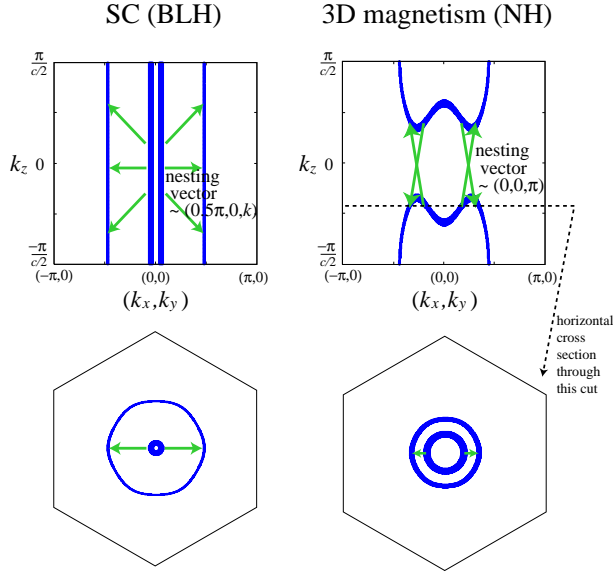 SC (BLH)
3D magnetism (NH)
π
c/2
k_z
0
−π
c/2
(−π,0)
(0,0)
(π,0)
(k_x,k_y)
nesting
vector
~ (0.5π,0,k)
π
c/2
k_z 0
−π
c/2
(−π,0)
(0,0)
(π,0)
(k_x,k_y)
nesting
vector
~ (0,0,π)
horizontal
cross
section
through
this cut